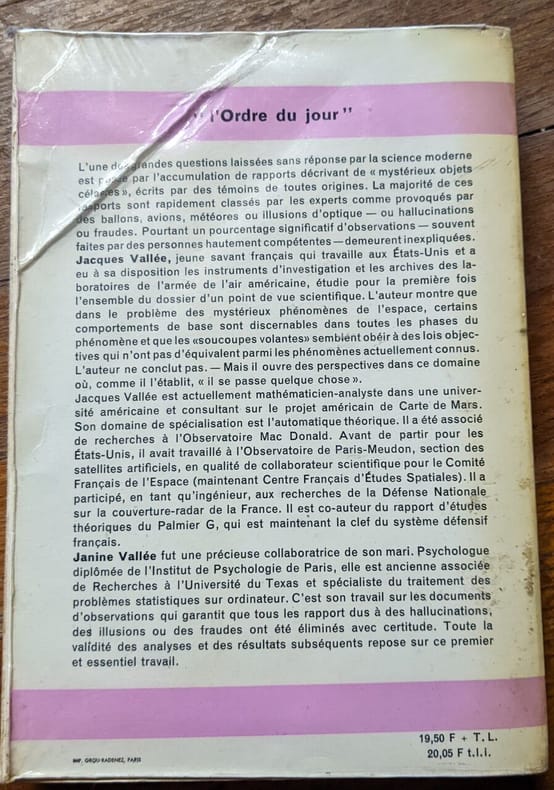 "l'Ordre du jour"
L'une des grandes questions laissées sans réponse par la science moderne
est posée par l'accumulation de rapports décrivant de « mystérieux objets
célestes», écrits par des témoins de toutes origines. La majorité de ces
rapports sont rapidement classés par les experts comme provoqués par
des ballons, avions, météores ou illusions d'optique — ou hallucinations
ou fraudes. Pourtant un pourcentage significatif d'observations — souvent
faites par des personnes hautement compétentes — demeurent inexpliquées.
Jacques Vallée, jeune savant français qui travaille aux États-Unis et a
eu à sa disposition les instruments d'investigation et les archives des la-
boratoires de l'armée de l'air américaine, étudie pour la première fois
l'ensemble du dossier d'un point de vue scientifique. L'auteur montre que
dans le problème des mystérieux phénomènes de l'espace, certains
comportements de base sont discernables dans toutes les phases du
phénomène et que les «soucoupes volantes» semblent obéir à des lois objec-
tives qui n'ont pas d'équivalent parmi les phénomènes actuellement connus.
L'auteur ne conclut pas. — Mais il ouvre des perspectives dans ce domaine
où, comme il l'établit, « il se passe quelque chose ».
Jacques Vallée est actuellement mathématicien-analyste dans une univer-
sité américaine et consultant sur le projet américain de Carte de Mars.
Son domaine de spécialisation est l'automatique théorique. Il a été associé
de recherches à l'Observatoire Mac Donald. Avant de partir pour les
États-Unis, il avait travaillé à l'Observatoire de Paris-Meudon, section des
satellites artificiels, en qualité de collaborateur scientifique pour le Comité
Français de l'Espace (maintenant Centre Français d'Études Spatiales). Il a
participé, en tant qu'ingénieur, aux recherches de la Défense Nationale
sur la couverture-radar de la France. Il est co-auteur du rapport d'études
théoriques du Palmier G, qui est maintenant la clef du système défensif
français.
Janine Vallée fut une précieuse collaboratrice de son mari. Psychologue
diplômée de l'Institut de Psychologie de Paris, elle est ancienne associée
de Recherches à l'Université du Texas et spécialiste du traitement des
problèmes statistiques sur ordinateur. C'est son travail sur les documents
d'observations qui garantit que tous les rapport dus à des hallucinations,
des illusions ou des fraudes ont été éliminés avec certitude. Toute la
validité des analyses et des résultats subséquents repose sur ce premier
et essentiel travail.
19,50 F + T.L.
20,05 F t.l.i.
IMP. GROU-RADENEZ, PARIS